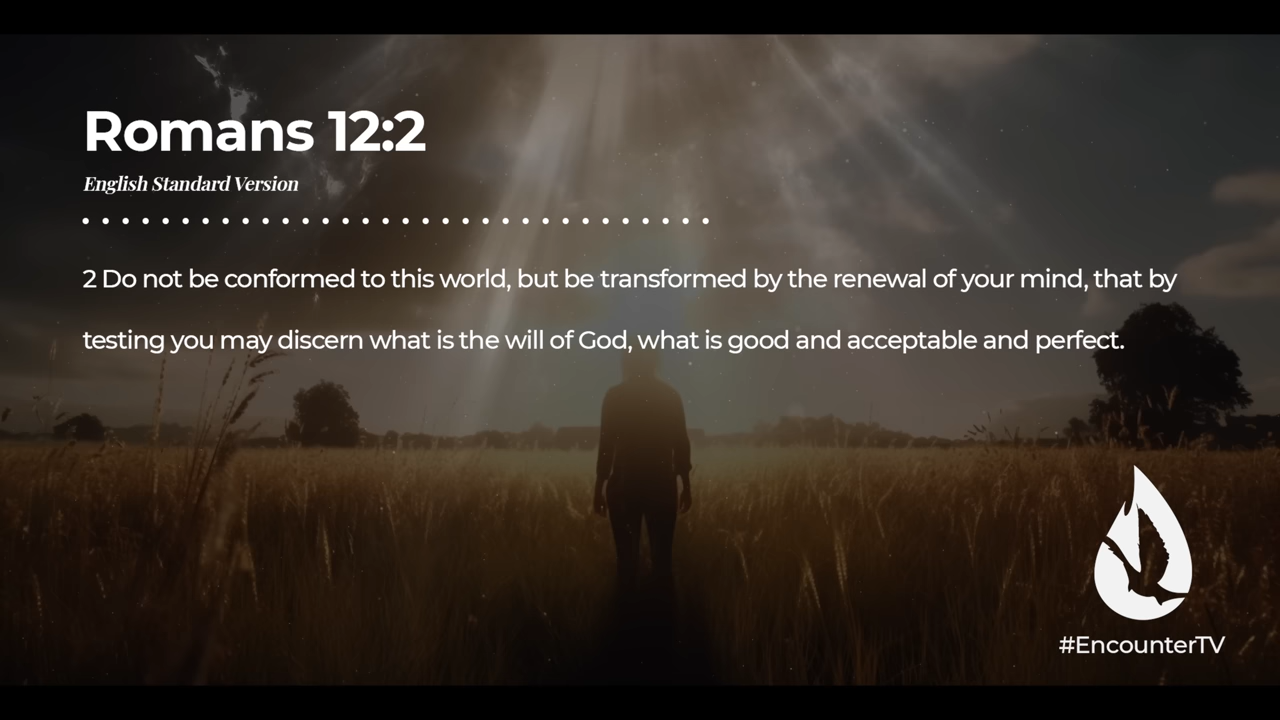 Romans 12:2
English Standard Version
2 Do not be conformed to this world, but be transformed by the renewal of your mind, that by
testing you may discern what is the will of God, what is good and acceptable and perfect.
#EncounterTV